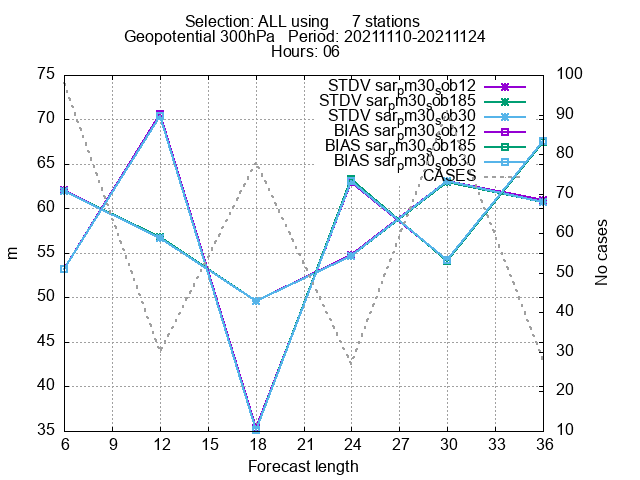 Selection: ALL using 7 stations
Geopotential 300hPa Period: 20211110-20211124
Hours: 06
75 100
STDV sar_pm30_sob12
STDV sar_pm30_sob185
70 90
STDV sar_pm30_sob30
BIAS sar_pm30_sob12
BIAS sar_pm30_sob185
65 80
BIAS sar_pm30_sob30
CASES
60 70
55 60
m
No cases
50 50
45 40
40 30
20
35 10
6 9 12 15 18 21 24 27 30 33 36
Forecast length